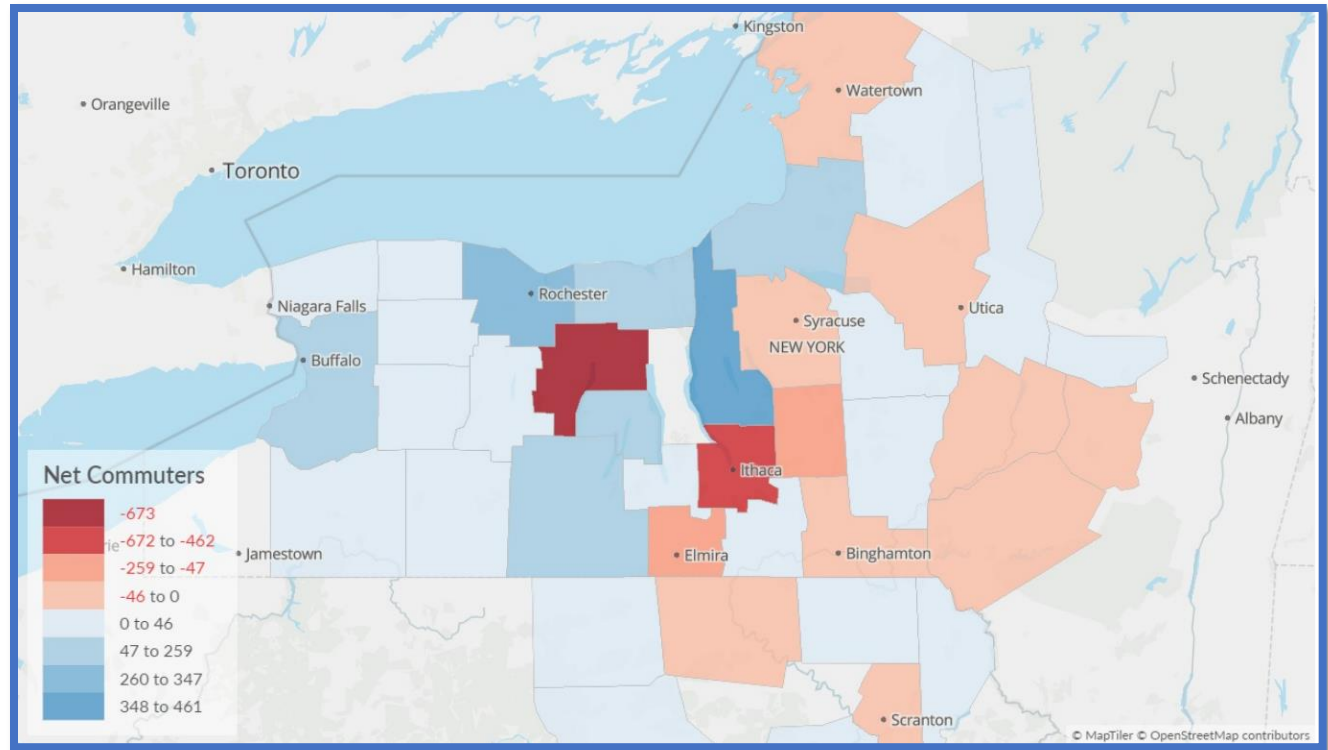 Kingston
Orangeville
Watertown
Toronto
Hamilton
Niagara Falls
Rochester
Utica
Syracuse
NEW YORK
Buffalo
Schenectady
Albany
Ithaca
Net Commuters
-673
-672 to -462
-259 to -47
-46 to 0
0 to 46
47 to 259
260 to 347
348 to 461
rie
Jamestown
Elmira
Binghamton
Scranton
© MapTiler © OpenStreetMap contributors